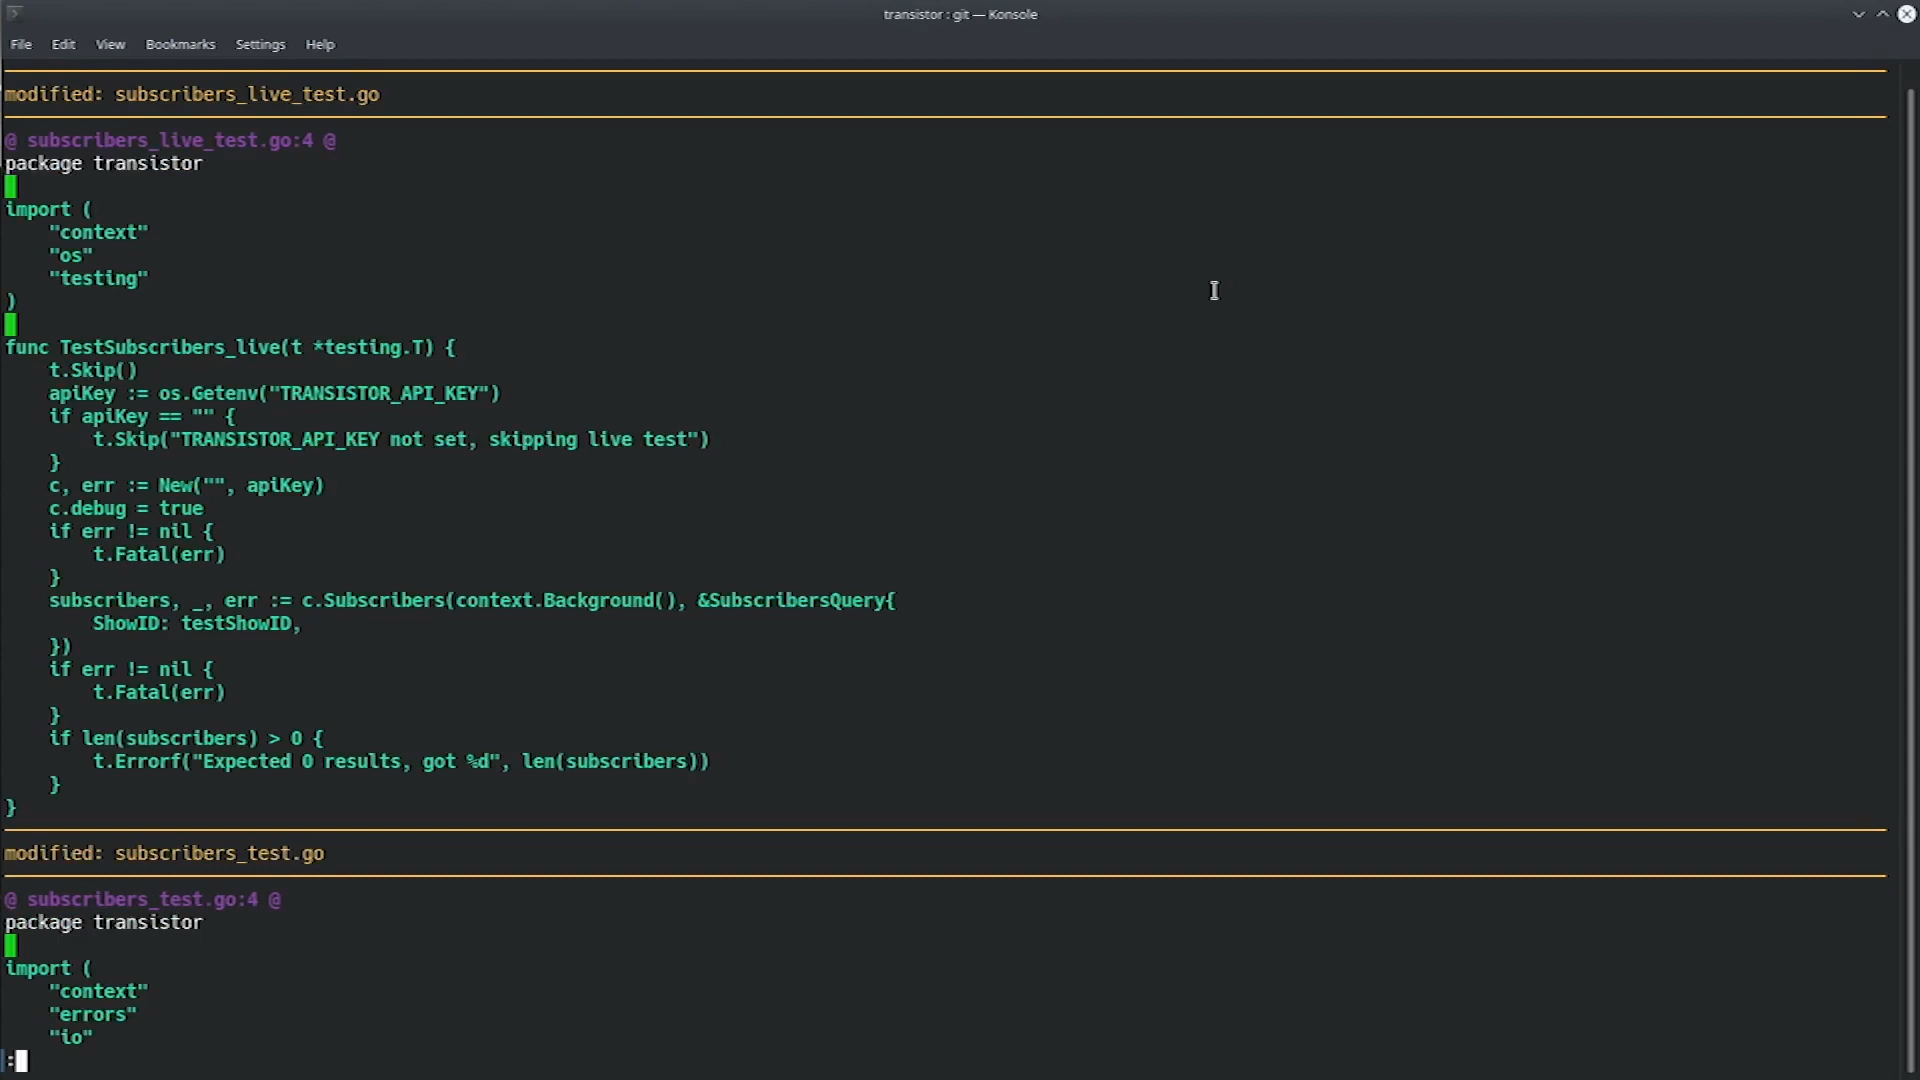 transistor : git — Konsole
File Edit View Bookmarks Settings Help
modified: subscribers_live_test.go
@ subscribers_live_test.go:4 @
package transistor
import (
    "context"
    "os"
    "testing"
)
func TestSubscribers_live(t *testing.T) {
    t.Skip()
    apiKey := os.Getenv("TRANSISTOR_API_KEY")
    if apiKey == "" {
        t.Skip("TRANSISTOR_API_KEY not set, skipping live test")
    }
    c, err := New("", apiKey)
    c.debug = true
    if err != nil {
        t.Fatal(err)
    }
    subscribers, _, err := c.Subscribers(context.Background(), &SubscribersQuery{
        ShowID: testShowID,
    })
    if err != nil {
        t.Fatal(err)
    }
    if len(subscribers) > 0 {
        t.Errorf("Expected 0 results, got %d", len(subscribers))
    }
}
modified: subscribers_test.go
@ subscribers_test.go:4 @
package transistor
import (
    "context"
    "errors"
    "io"
: